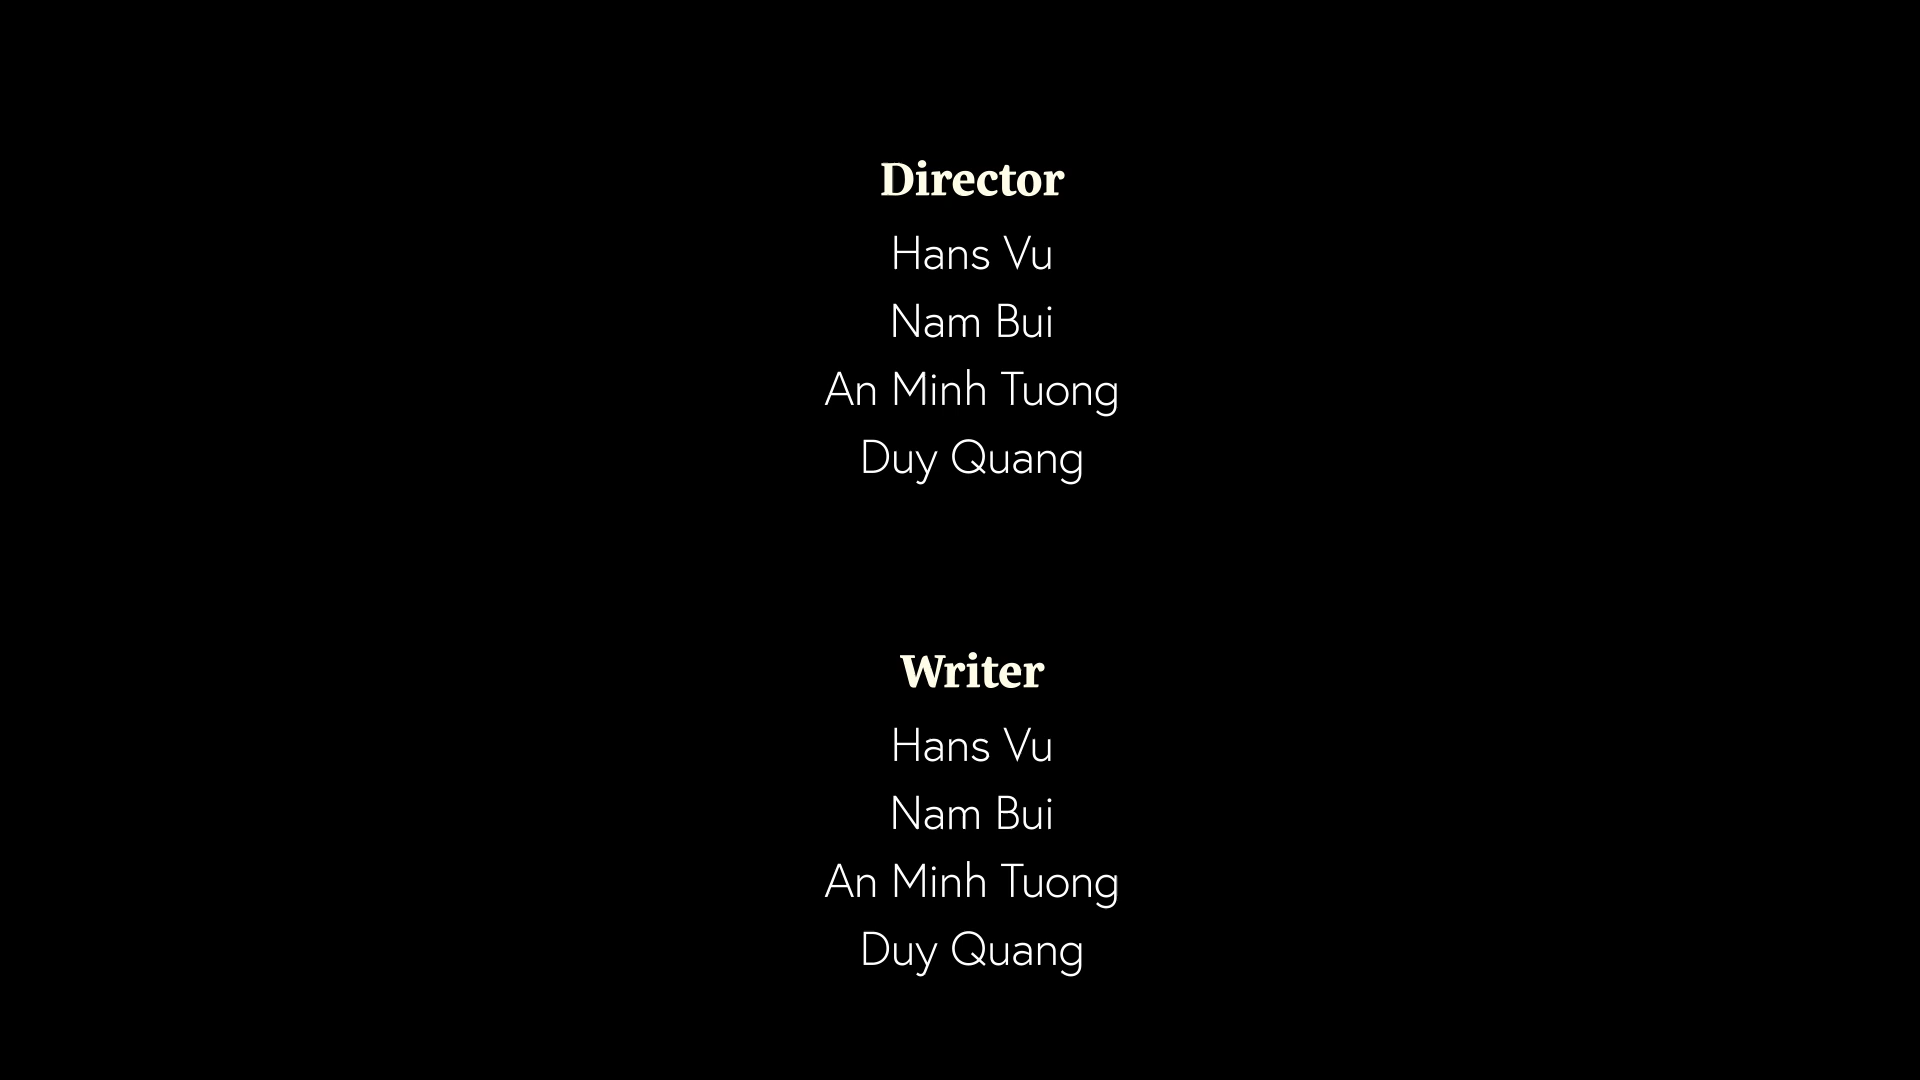 Director
Hans Vu
Nam Bui
An Minh Tuong
Duy Quang
Writer
Hans Vu
Nam Bui
An Minh Tuong
Duy Quang